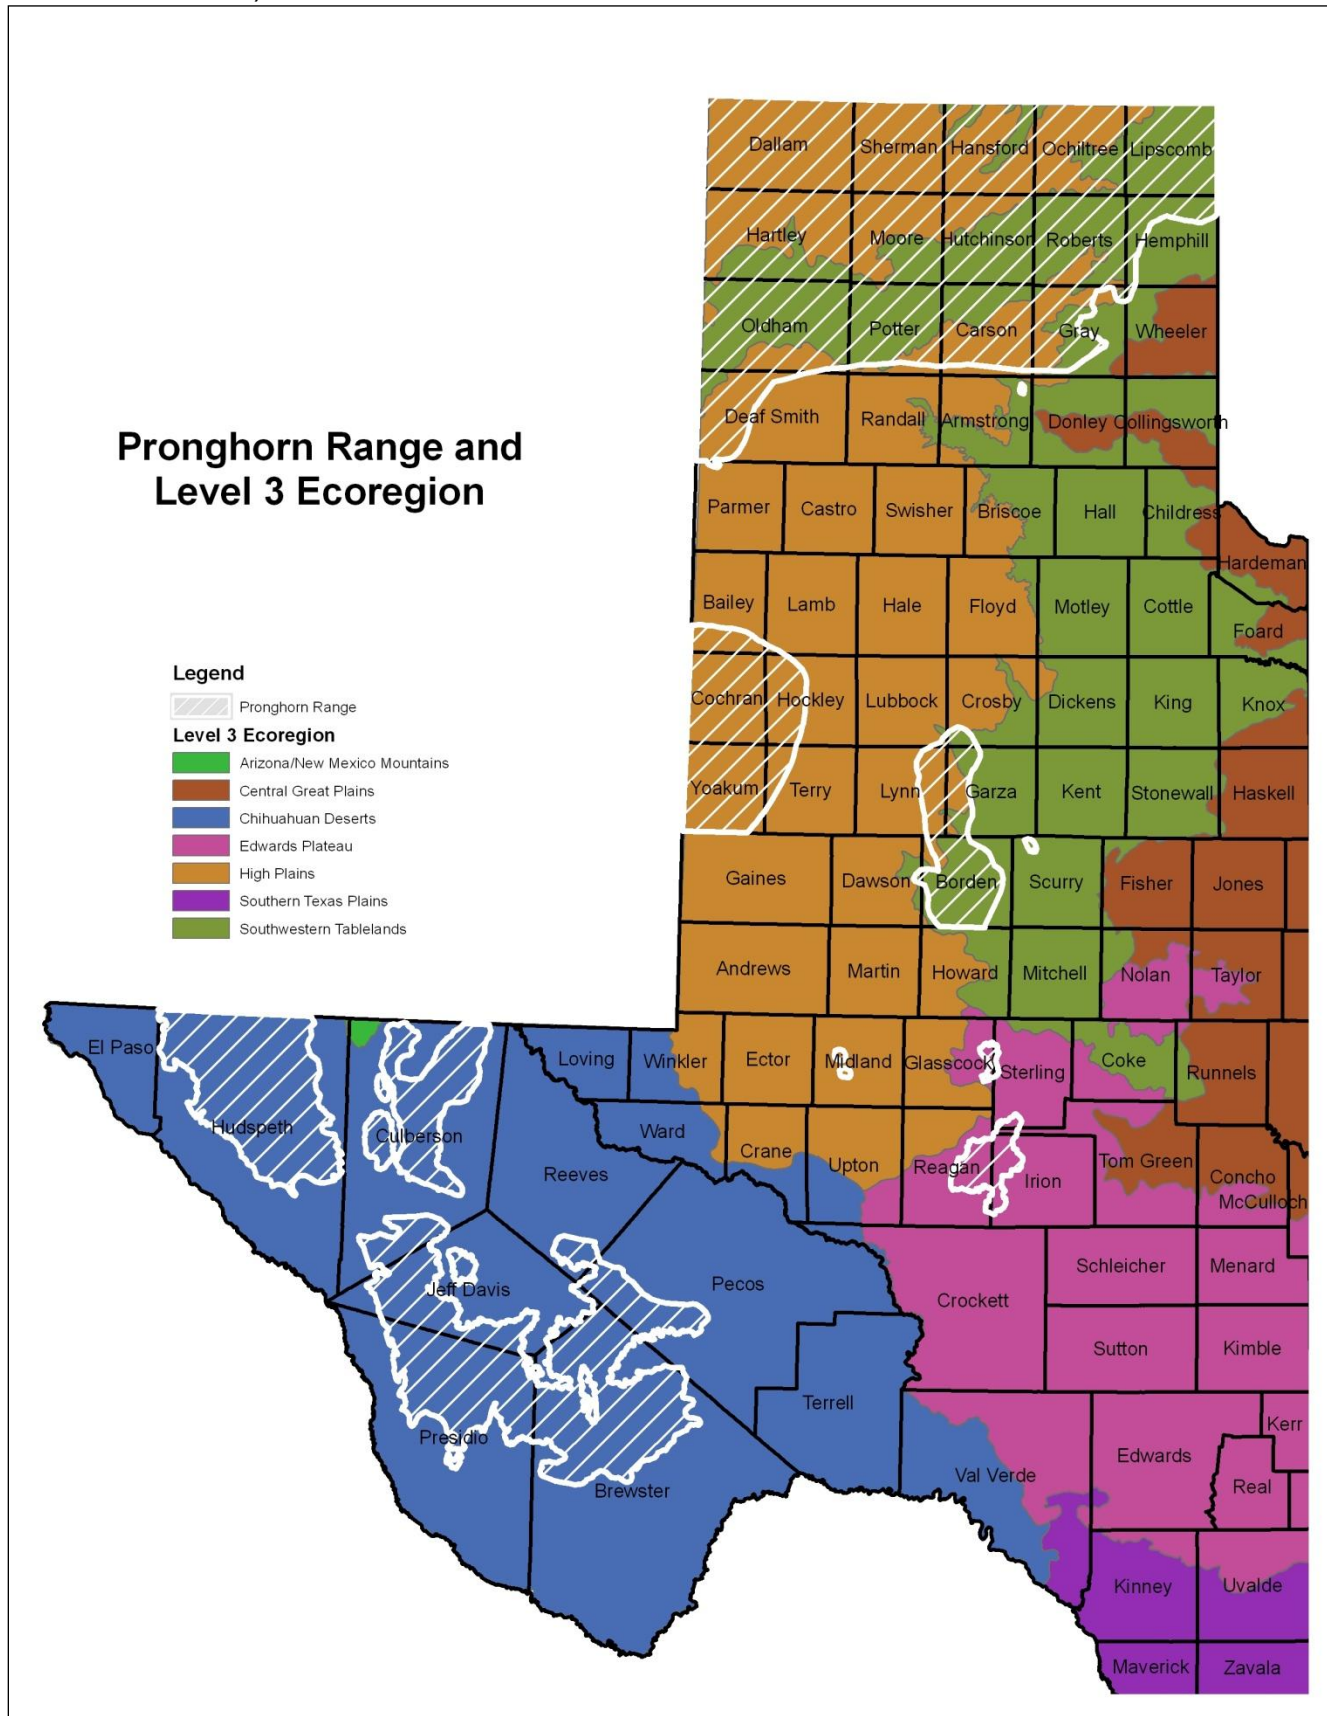 Pronghorn Range and
Level 3 Ecoregion
Legend
Pronghorn Range
Level 3 Ecoregion
Arizona/New Mexico Mountains
Central Great Plains
Chihuahuan Deserts
Edwards Plateau
High Plains
Southern Texas Plains
Southwestern Tablelands
Dallam Sherman Hansford Ochiltree Lipscomb
Hartley Moore Hutchinson Roberts Hemphill
Oldham Potter Carson Gray Wheeler
Deaf Smith Randall Armstrong Donley Collingsworth
Parmer Castro Swisher Briscoe Hall Childress
Hardeman
Bailey Lamb Hale Floyd Motley Cottle
Foard
Cochran Hockley Lubbock Crosby Dickens King Knox
Yoakum Terry Lynn Garza Kent Stonewall Haskell
Gaines Dawson Borden Scurry Fisher Jones
Andrews Martin Howard Mitchell Nolan Taylor
El Paso Loving Winkler Ector Midland Glasscock Sterling Coke Runnels
Hudspeth Culberson Ward Crane Upton Reagan Irion Tom Green Concho
Reeves McCulloch
Jeff Davis Pecos Crockett Schleicher Menard
Sutton Kimble
Presidio Terrell Kerr
Brewster Val Verde Edwards Real
Kinney Uvalde
Maverick Zavala